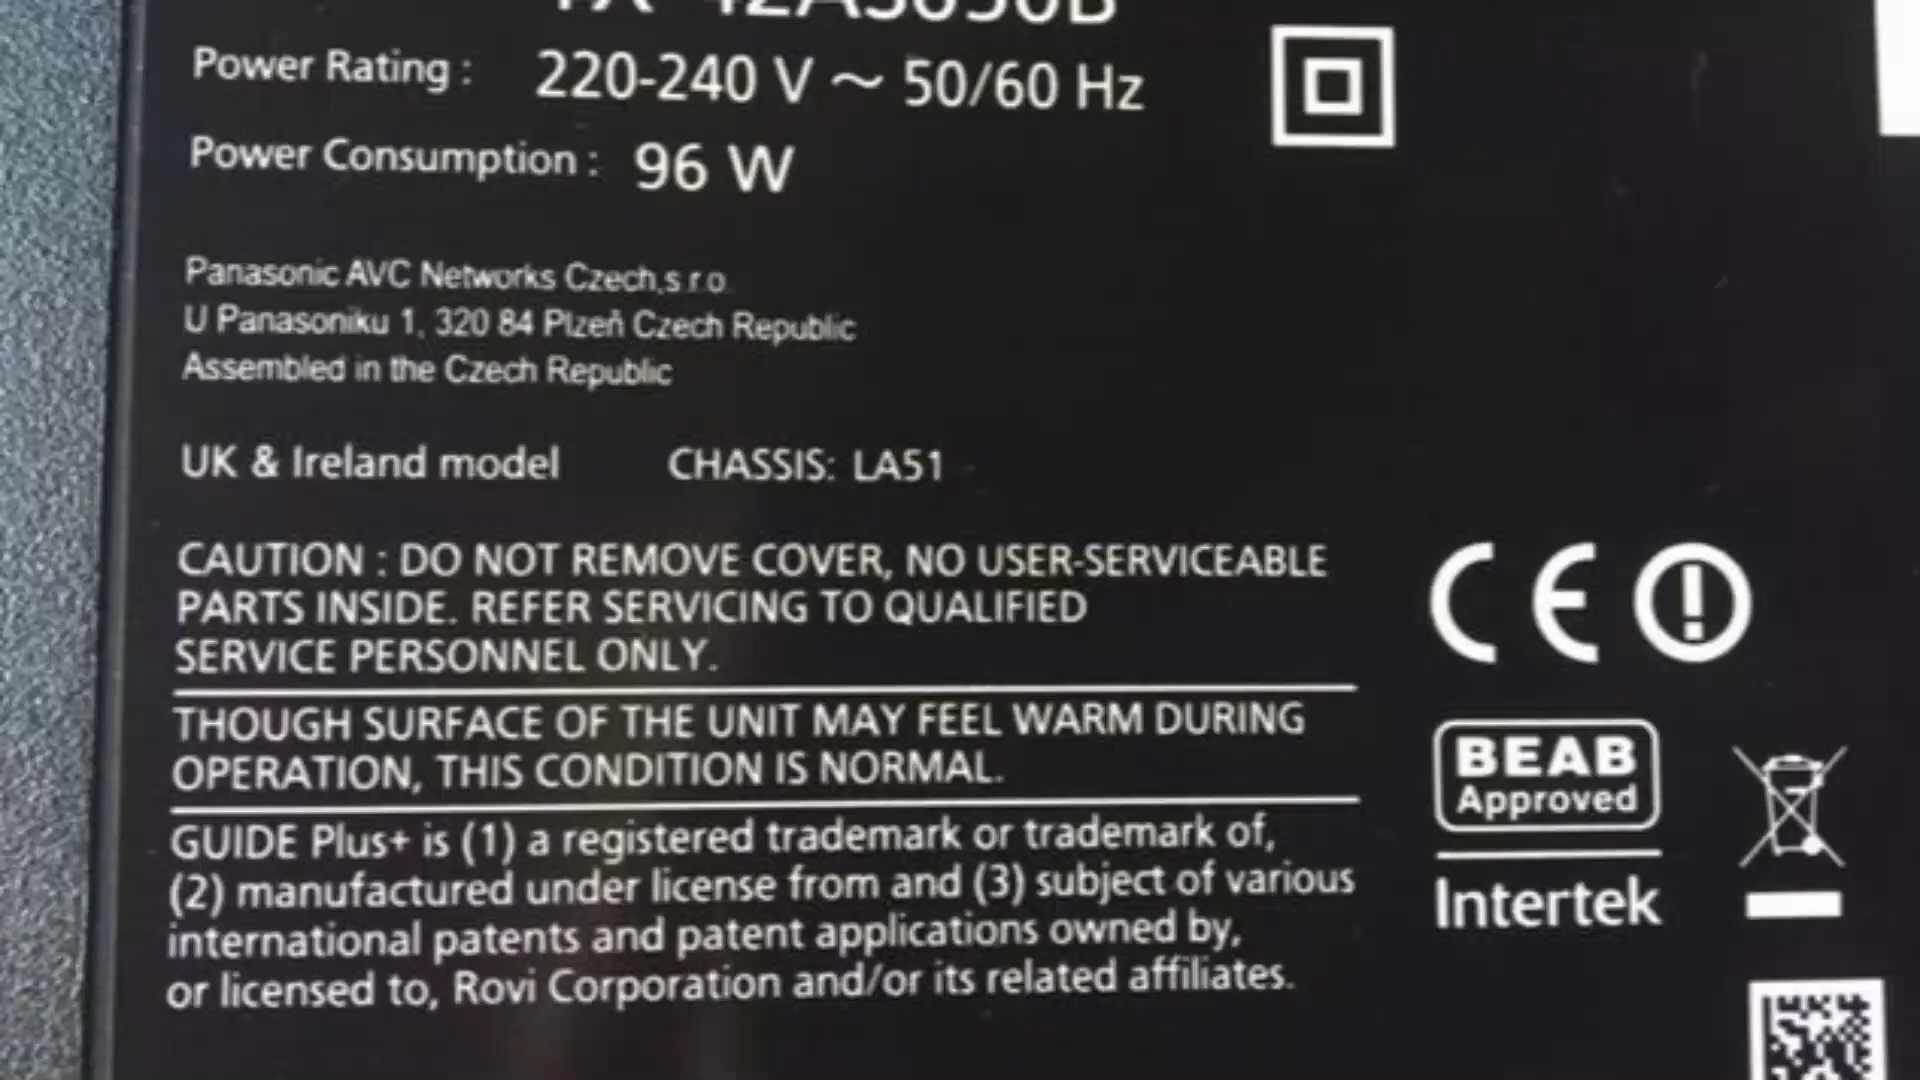 Power Rating : 220-240 V ~ 50/60 Hz
Power Consumption : 96 W
Panasonic AVC Networks Czech,s.r.o.
U Panasoniku 1, 320 84 Plzeň Czech Republic
Assembled in the Czech Republic
UK & Ireland model CHASSIS: LA51
CAUTION : DO NOT REMOVE COVER, NO USER-SERVICEABLE
PARTS INSIDE. REFER SERVICING TO QUALIFIED
SERVICE PERSONNEL ONLY.
THOUGH SURFACE OF THE UNIT MAY FEEL WARM DURING
OPERATION, THIS CONDITION IS NORMAL.
GUIDE Plus+ is (1) a registered trademark or trademark of,
(2) manufactured under license from and (3) subject of various
international patents and patent applications owned by,
or licensed to, Rovi Corporation and/or its related affiliates.
CE
BEAB
Approved
Intertek